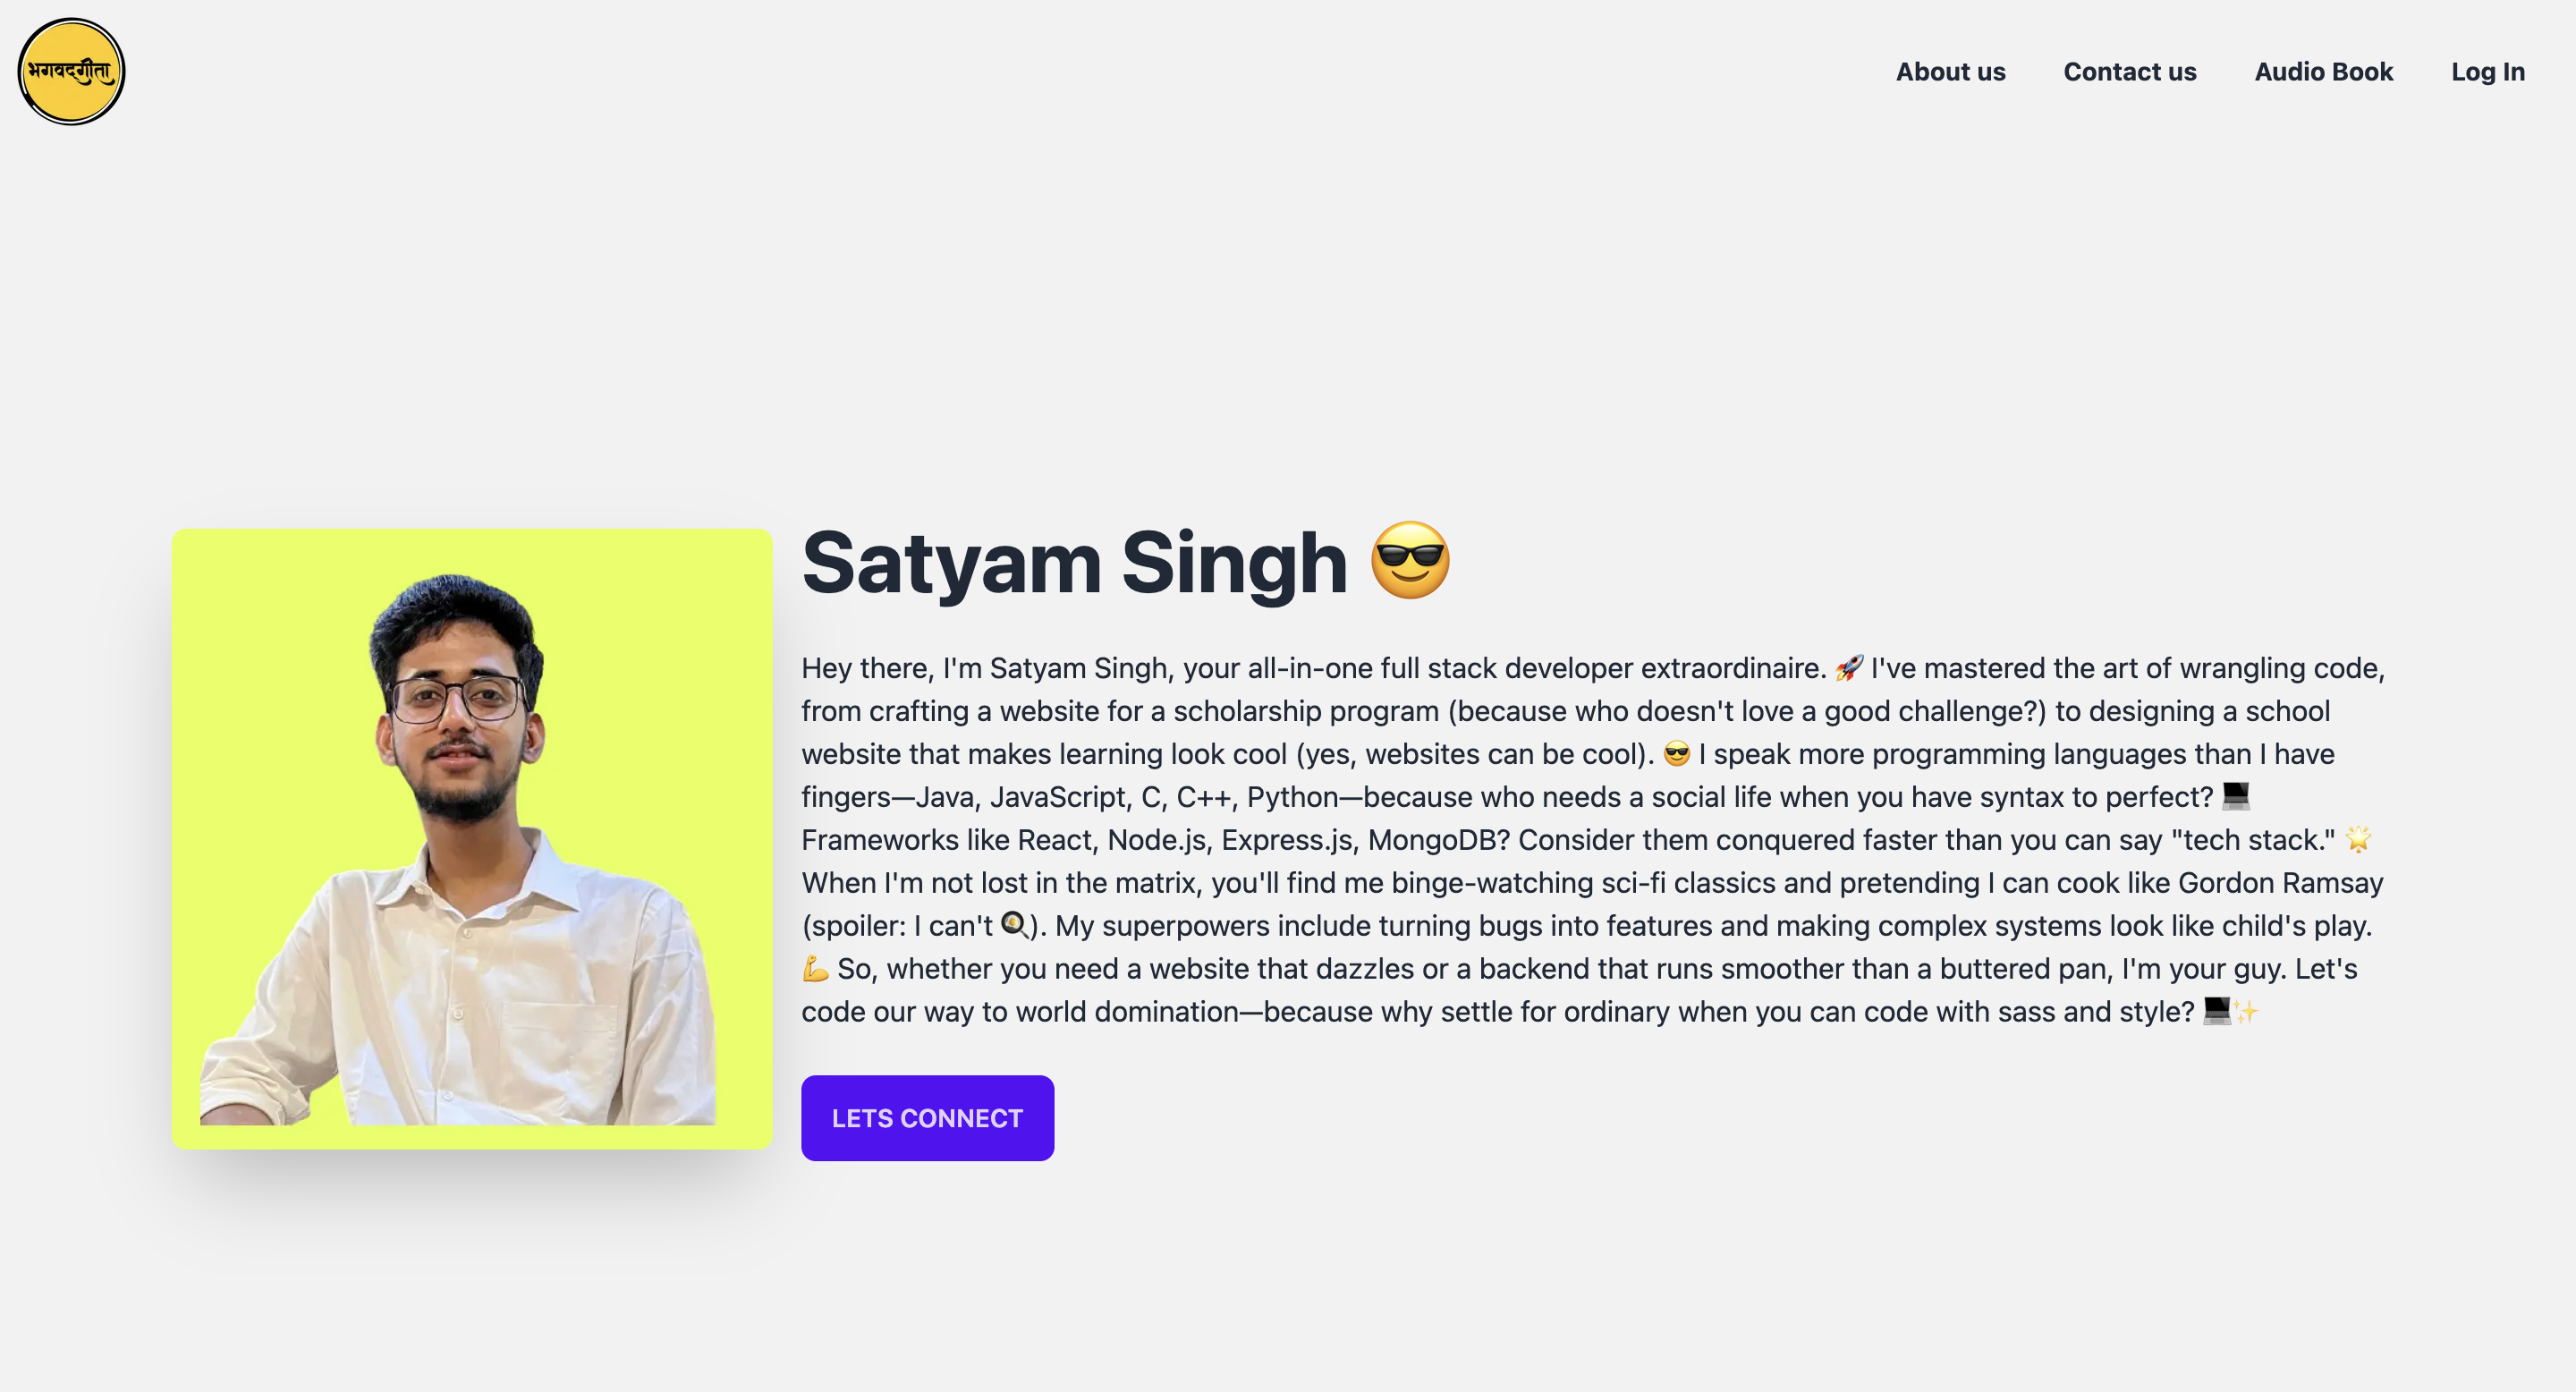 भगवद्गीता
About us Contact us Audio Book Log In
Satyam Singh 😎
Hey there, I'm Satyam Singh, your all-in-one full stack developer extraordinaire. 🚀 I've mastered the art of wrangling code,
from crafting a website for a scholarship program (because who doesn't love a good challenge?) to designing a school
website that makes learning look cool (yes, websites can be cool). 😎 I speak more programming languages than I have
fingers—Java, JavaScript, C, C++, Python—because who needs a social life when you have syntax to perfect? 💻
Frameworks like React, Node.js, Express.js, MongoDB? Consider them conquered faster than you can say "tech stack." 🌟
When I'm not lost in the matrix, you'll find me binge-watching sci-fi classics and pretending I can cook like Gordon Ramsay
(spoiler: I can't 🍳). My superpowers include turning bugs into features and making complex systems look like child's play.
💪 So, whether you need a website that dazzles or a backend that runs smoother than a buttered pan, I'm your guy. Let's
code our way to world domination—because why settle for ordinary when you can code with sass and style? 💻✨
LETS CONNECT